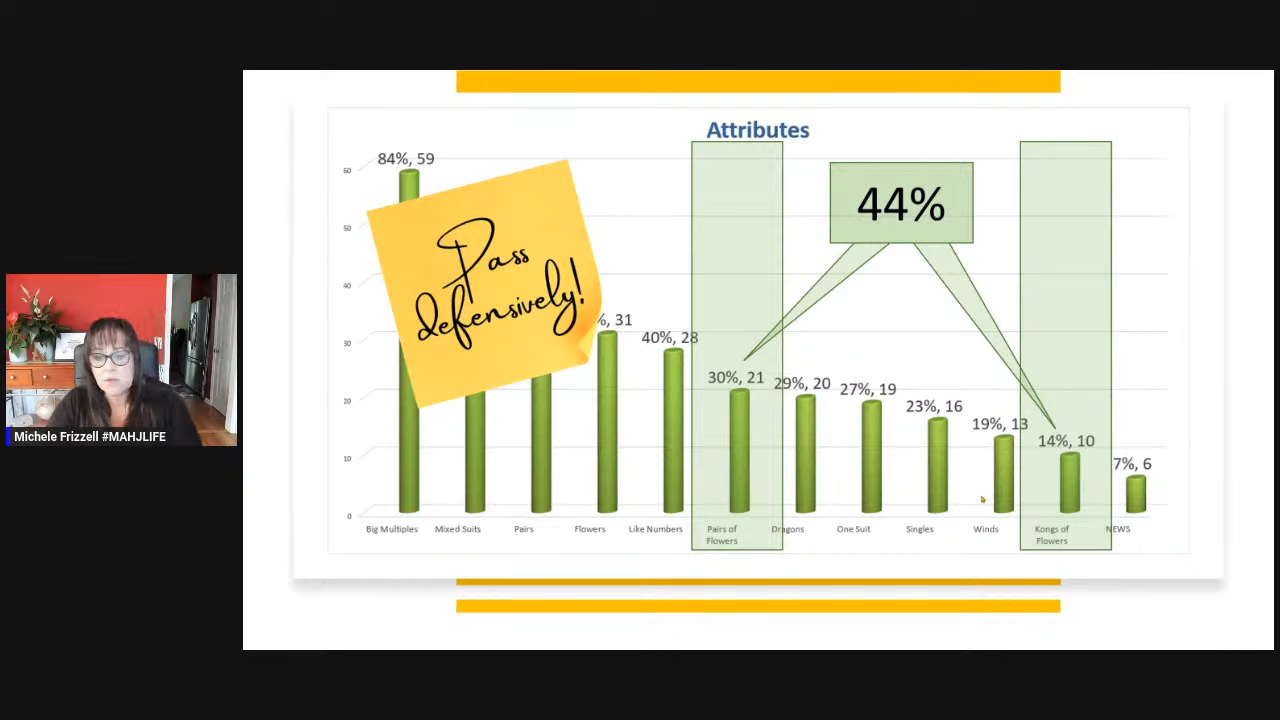 Attributes
84%, 59
44%
Pass
defensively!
%, 31
40%, 28
30%, 21
29%, 20
27%, 19
23%, 16
19%, 13
14%, 10
7%, 6
60
50
40
30
20
10
0
Big Multiples
Mixed Suits
Pairs
Flowers
Like Numbers
Pairs of
Flowers
Dragons
One Suit
Singles
Winds
Kongs of
Flowers
NEWS
Michele Frizzell #MAHJLIFE